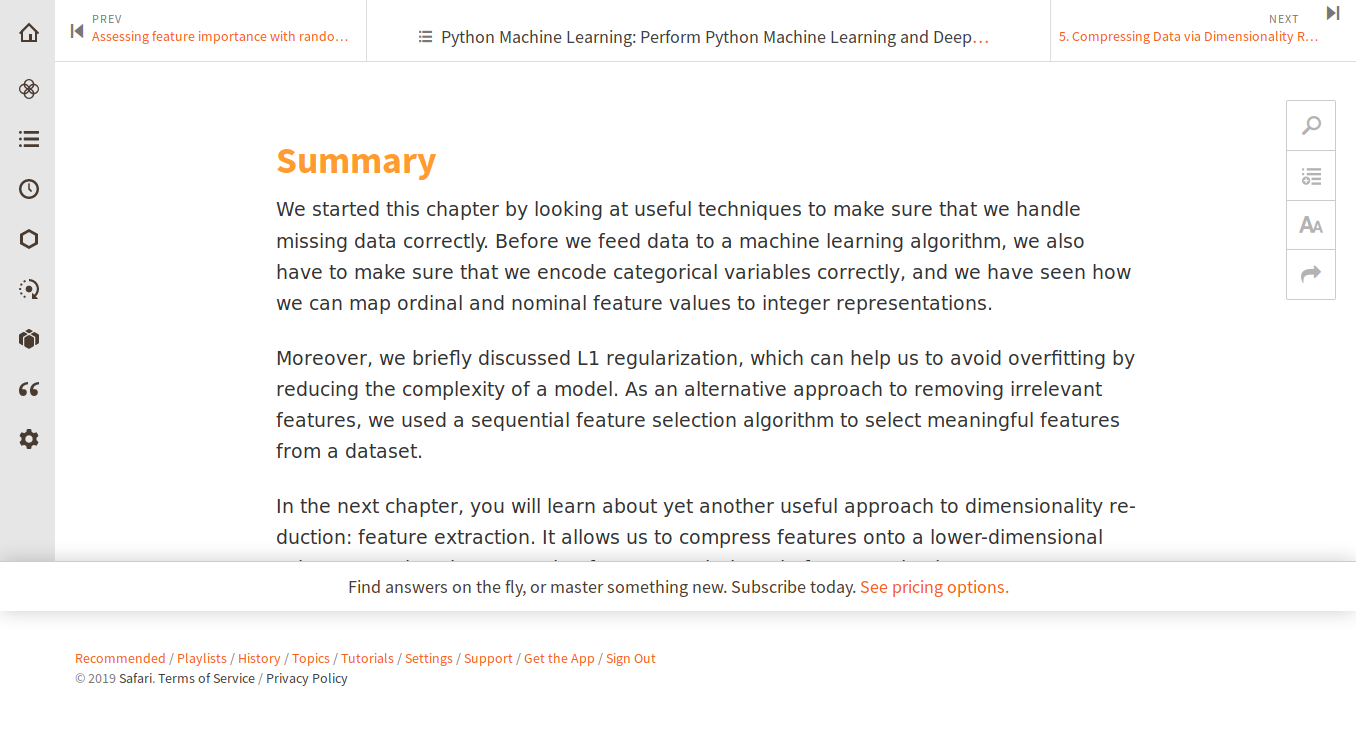 PREV
Assessing feature importance with rando…
Python Machine Learning: Perform Python Machine Learning and Deep…
NEXT
5. Compressing Data via Dimensionality R…
Summary
We started this chapter by looking at useful techniques to make sure that we handle
missing data correctly. Before we feed data to a machine learning algorithm, we also
have to make sure that we encode categorical variables correctly, and we have seen how
we can map ordinal and nominal feature values to integer representations.
Moreover, we briefly discussed L1 regularization, which can help us to avoid overfitting by
reducing the complexity of a model. As an alternative approach to removing irrelevant
features, we used a sequential feature selection algorithm to select meaningful features
from a dataset.
In the next chapter, you will learn about yet another useful approach to dimensionality re-
duction: feature extraction. It allows us to compress features onto a lower-dimensional
Find answers on the fly, or master something new. Subscribe today. See pricing options.
Recommended / Playlists / History / Topics / Tutorials / Settings / Support / Get the App / Sign Out
© 2019 Safari. Terms of Service / Privacy Policy